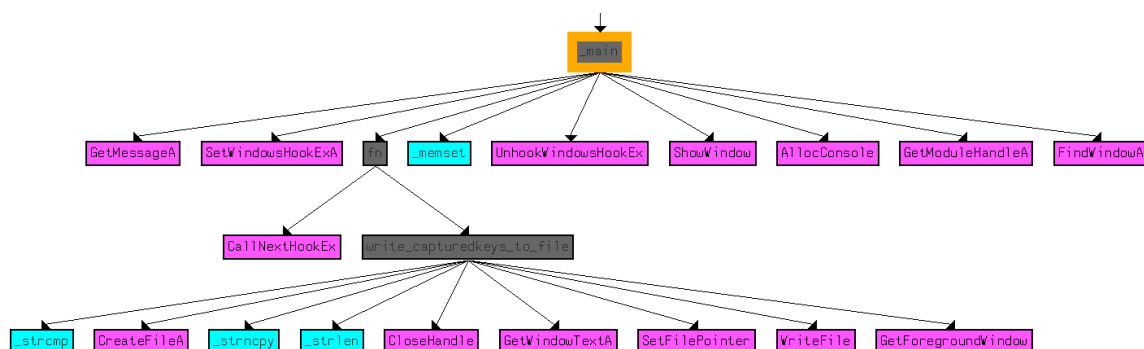 _main
GetMessageA SetWindowsHookExA fn _memset UnhookWindowsHookEx ShowWindow AllocConsole GetModuleHandleA FindWindowA
CallNextHookEx write_capturedkeys_to_file
_strcmp CreateFileA _strncpy _strlen CloseHandle GetWindowTextA SetFilePointer WriteFile GetForegroundWindow